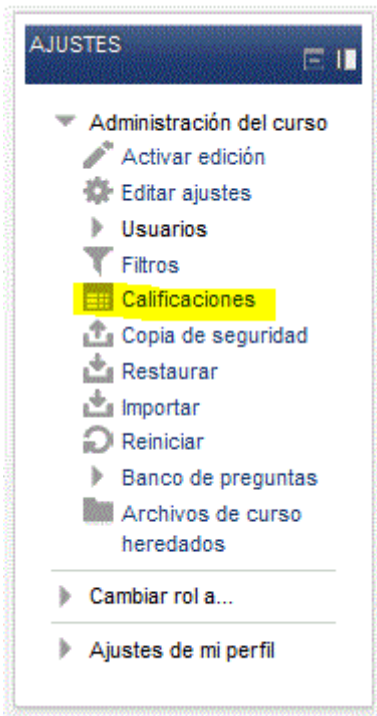 AJUSTES
Administración del curso
Activar edición
Editar ajustes
Usuarios
Filtros
Calificaciones
Copia de seguridad
Restaurar
Importar
Reiniciar
Banco de preguntas
Archivos de curso
heredados
Cambiar rol a...
Ajustes de mi perfil